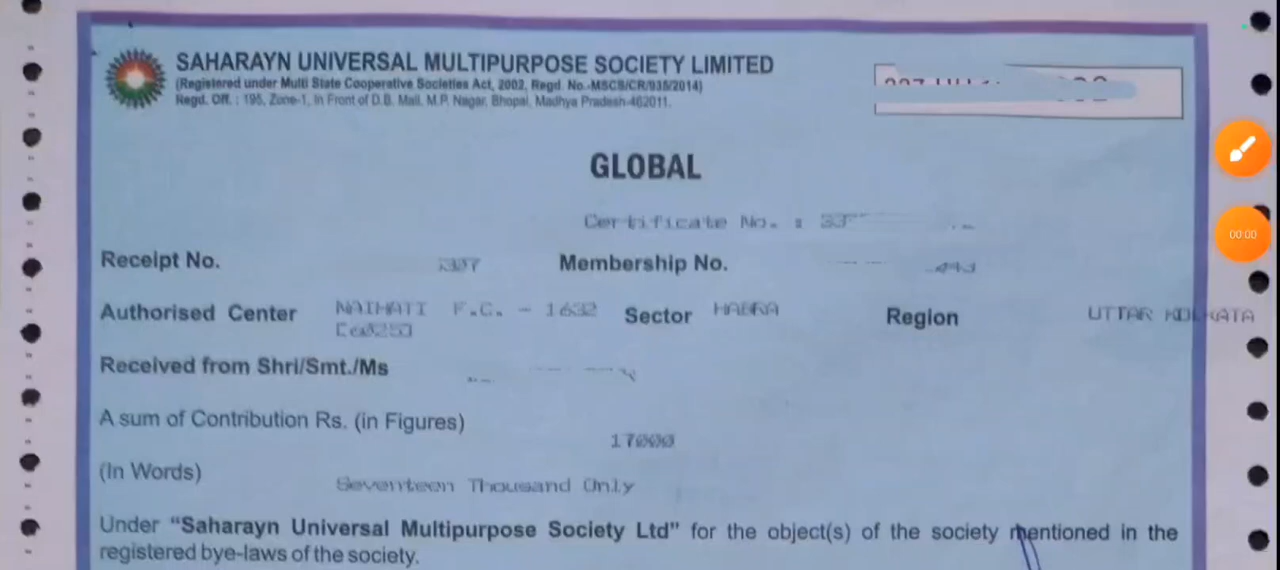 SAHARAYN UNIVERSAL MULTIPURPOSE SOCIETY LIMITED
(Registered under Multi State Cooperative Societies Act, 2002, Regd. No.-MSCS/CR/935/2014)
Regd. Off. : 195, Zone-1, In Front of D.B. Mall, M.P. Nagar, Bhopal, Madhya Pradesh-462011.
GLOBAL
Certificate No. :
Receipt No. Membership No.
Authorised Center NAIHATI F.C. - 1632 Sector HABRA Region UTTAR KOLKATA
Received from Shri/Smt./Ms
A sum of Contribution Rs. (in Figures)
17000
(In Words)
Seventeen Thousand Only
Under “Saharayn Universal Multipurpose Society Ltd” for the object(s) of the society mentioned in the
registered bye-laws of the society.
00:00